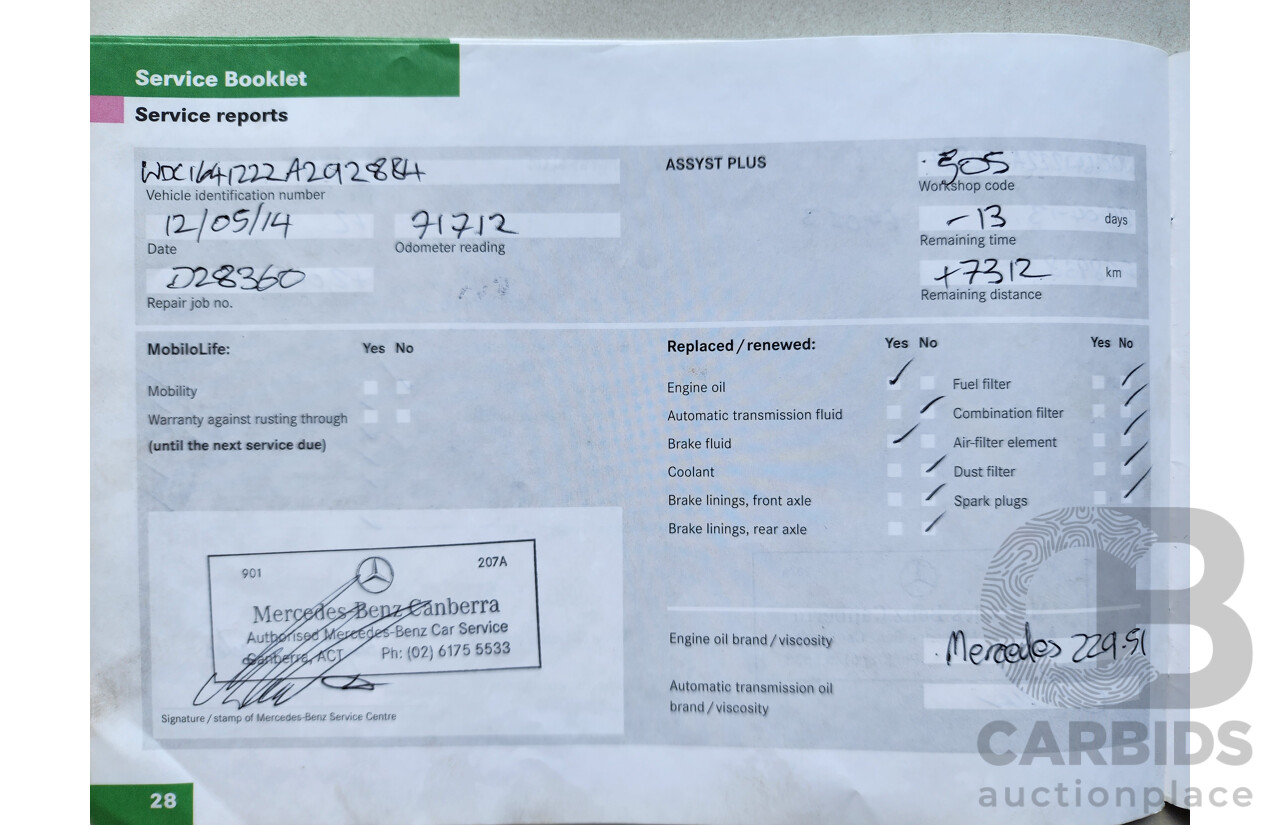 Service Booklet
Service reports
WDC1641222A292884
Vehicle identification number
12/05/14
Date
71712
Odometer reading
D28360
Repair job no.
ASSYST PLUS
505
Workshop code
-13 days
Remaining time
+7312 km
Remaining distance
MobiloLife: Yes No
Mobility
Warranty against rusting through
(until the next service due)
Replaced/renewed: Yes No Yes No
Engine oil Fuel filter
Automatic transmission fluid Combination filter
Brake fluid Air-filter element
Coolant Dust filter
Brake linings, front axle Spark plugs
Brake linings, rear axle
901 207A
Mercedes-Benz Canberra
Authorised Mercedes-Benz Car Service
Canberra, ACT Ph: (02) 6175 5533
Signature/stamp of Mercedes-Benz Service Centre
Engine oil brand/viscosity
Mercedes 229.51
Automatic transmission oil
brand/viscosity
28
CB
CARBIDS
auctionplace